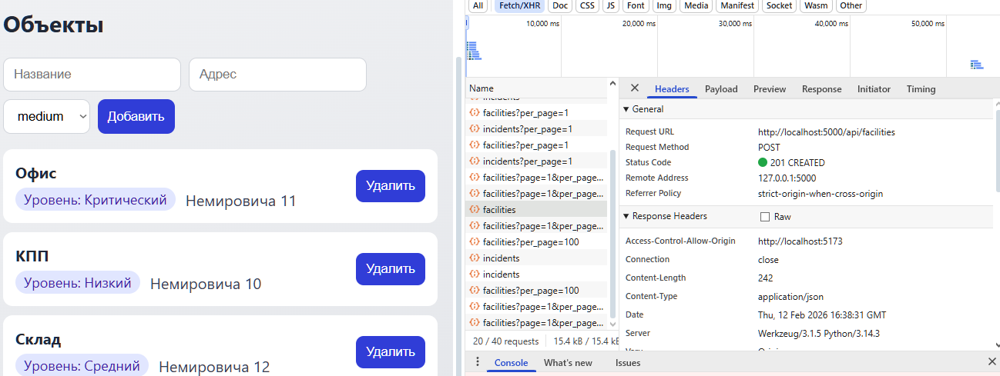 Объекты
Название
Адрес
medium
Добавить
Офис
Уровень: Критический
Немировича 11
Удалить
КПП
Уровень: Низкий
Немировича 10
Удалить
Склад
Уровень: Средний
Немировича 12
Удалить
All Fetch/XHR Doc CSS JS Font Img Media Manifest Socket Wasm Other
10,000 ms 20,000 ms 30,000 ms 40,000 ms 50,000 ms
Name
incidents
facilities?per_page=1
incidents?per_page=1
facilities?per_page=1
incidents?per_page=1
facilities?page=1&per_page...
facilities?page=1&per_page...
facilities
facilities?page=1&per_page...
facilities?per_page=100
incidents
incidents
facilities?per_page=100
facilities?page=1&per_page...
facilities?page=1&per_page...
20 / 40 requests 15.4 kB / 15.4 kB
Headers Payload Preview Response Initiator Timing
General
Request URL http://localhost:5000/api/facilities
Request Method POST
Status Code 201 CREATED
Remote Address 127.0.0.1:5000
Referrer Policy strict-origin-when-cross-origin
Response Headers Raw
Access-Control-Allow-Origin http://localhost:5173
Connection close
Content-Length 242
Content-Type application/json
Date Thu, 12 Feb 2026 16:38:31 GMT
Server Werkzeug/3.1.5 Python/3.14.3
Vary Origin
Console What's new Issues